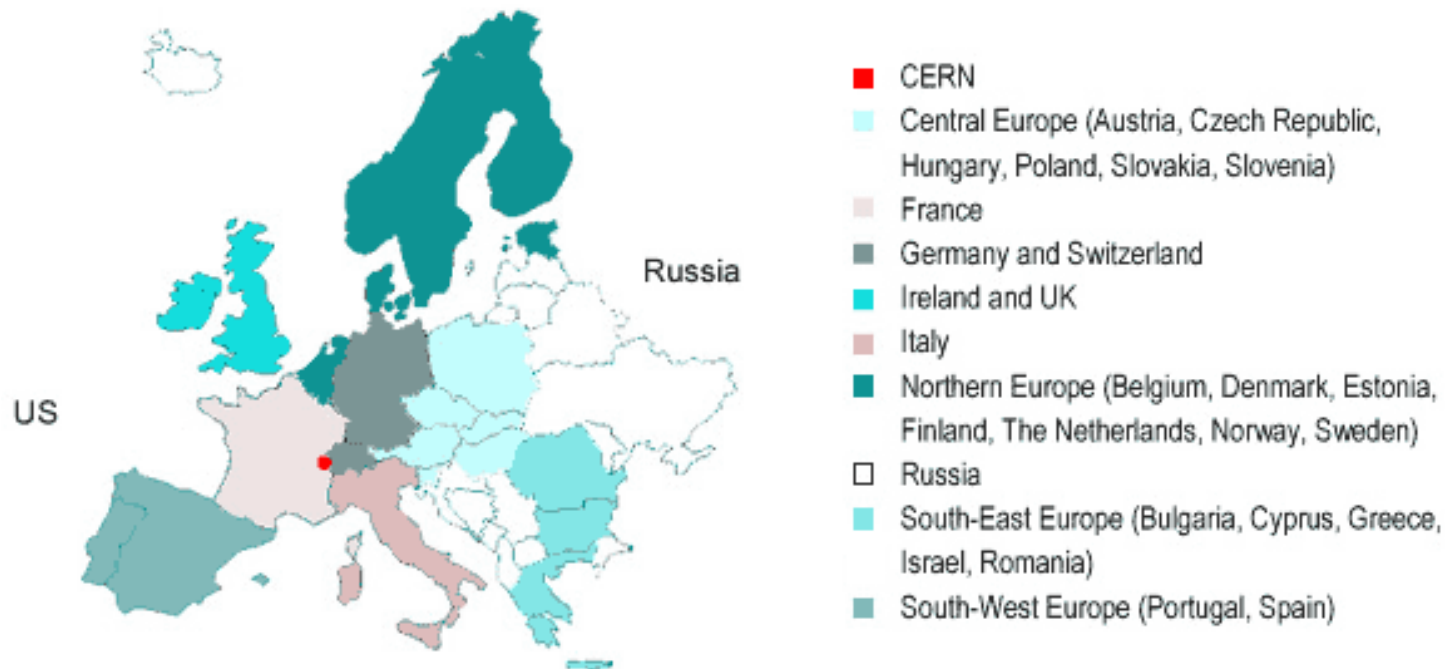 US
Russia
CERN
Central Europe (Austria, Czech Republic,
Hungary, Poland, Slovakia, Slovenia)
France
Germany and Switzerland
Ireland and UK
Italy
Northern Europe (Belgium, Denmark, Estonia,
Finland, The Netherlands, Norway, Sweden)
Russia
South-East Europe (Bulgaria, Cyprus, Greece,
Israel, Romania)
South-West Europe (Portugal, Spain)